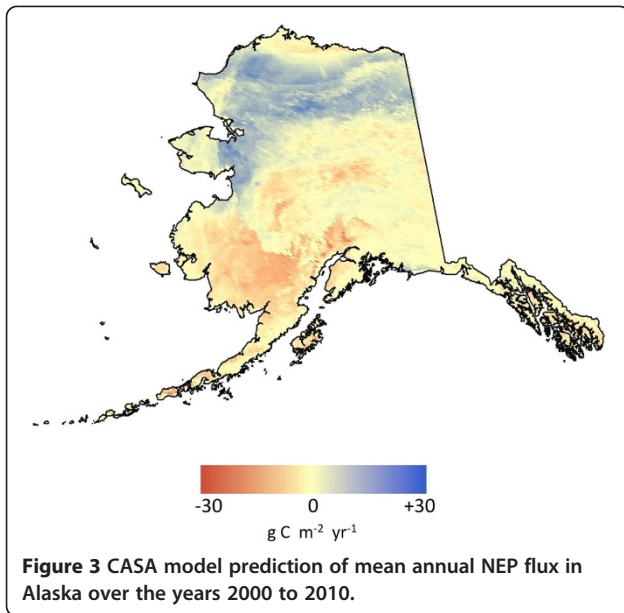 -30 0 +30
g C m⁻² yr⁻¹
Figure 3 CASA model prediction of mean annual NEP flux in
Alaska over the years 2000 to 2010.